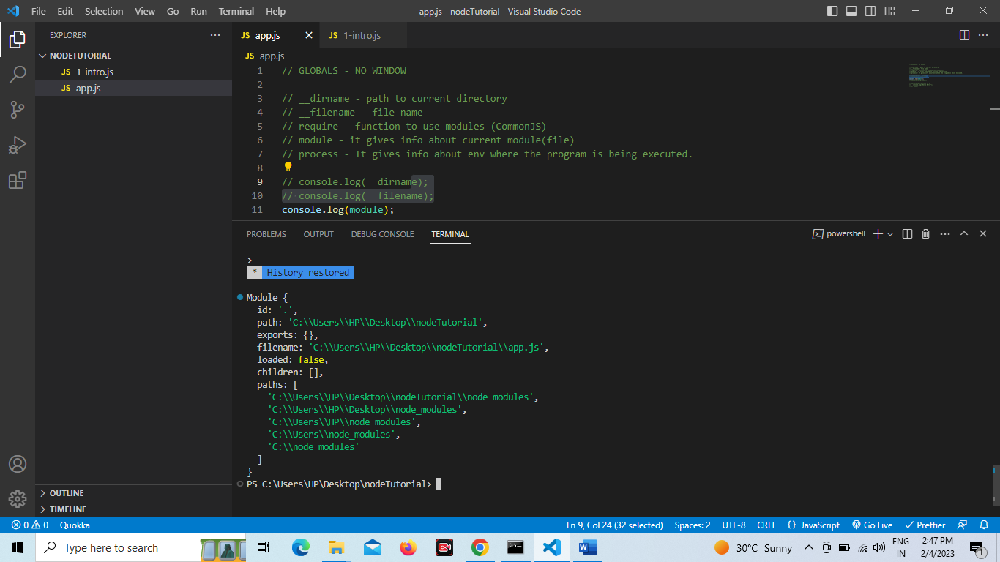 File Edit Selection View Go Run Terminal Help
app.js - nodeTutorial - Visual Studio Code
EXPLORER
NODETUTORIAL
JS 1-intro.js
JS app.js
OUTLINE
TIMELINE
JS app.js
JS 1-intro.js
JS app.js
1 // GLOBALS - NO WINDOW
2
3 // __dirname - path to current directory
4 // __filename - file name
5 // require - function to use modules (CommonJS)
6 // module - it gives info about current module(file)
7 // process - It gives info about env where the program is being executed.
8
9 // console.log(__dirname);
10 // console.log(__filename);
11 console.log(module);
PROBLEMS OUTPUT DEBUG CONSOLE TERMINAL
powershell
>
* History restored
Module {
id: '.',
path: 'C:\\Users\\HP\\Desktop\\nodeTutorial',
exports: {},
filename: 'C:\\Users\\HP\\Desktop\\nodeTutorial\\app.js',
loaded: false,
children: [],
paths: [
'C:\\Users\\HP\\Desktop\\nodeTutorial\\node_modules',
'C:\\Users\\HP\\Desktop\\node_modules',
'C:\\Users\\HP\\node_modules',
'C:\\Users\\node_modules',
'C:\\node_modules'
]
}
PS C:\Users\HP\Desktop\nodeTutorial>
0 0 Quokka
Ln 9, Col 24 (32 selected) Spaces: 2 UTF-8 CRLF {} JavaScript Go Live Prettier
Type here to search
30°C Sunny
ENG
IN
2:47 PM
2/4/2023
1